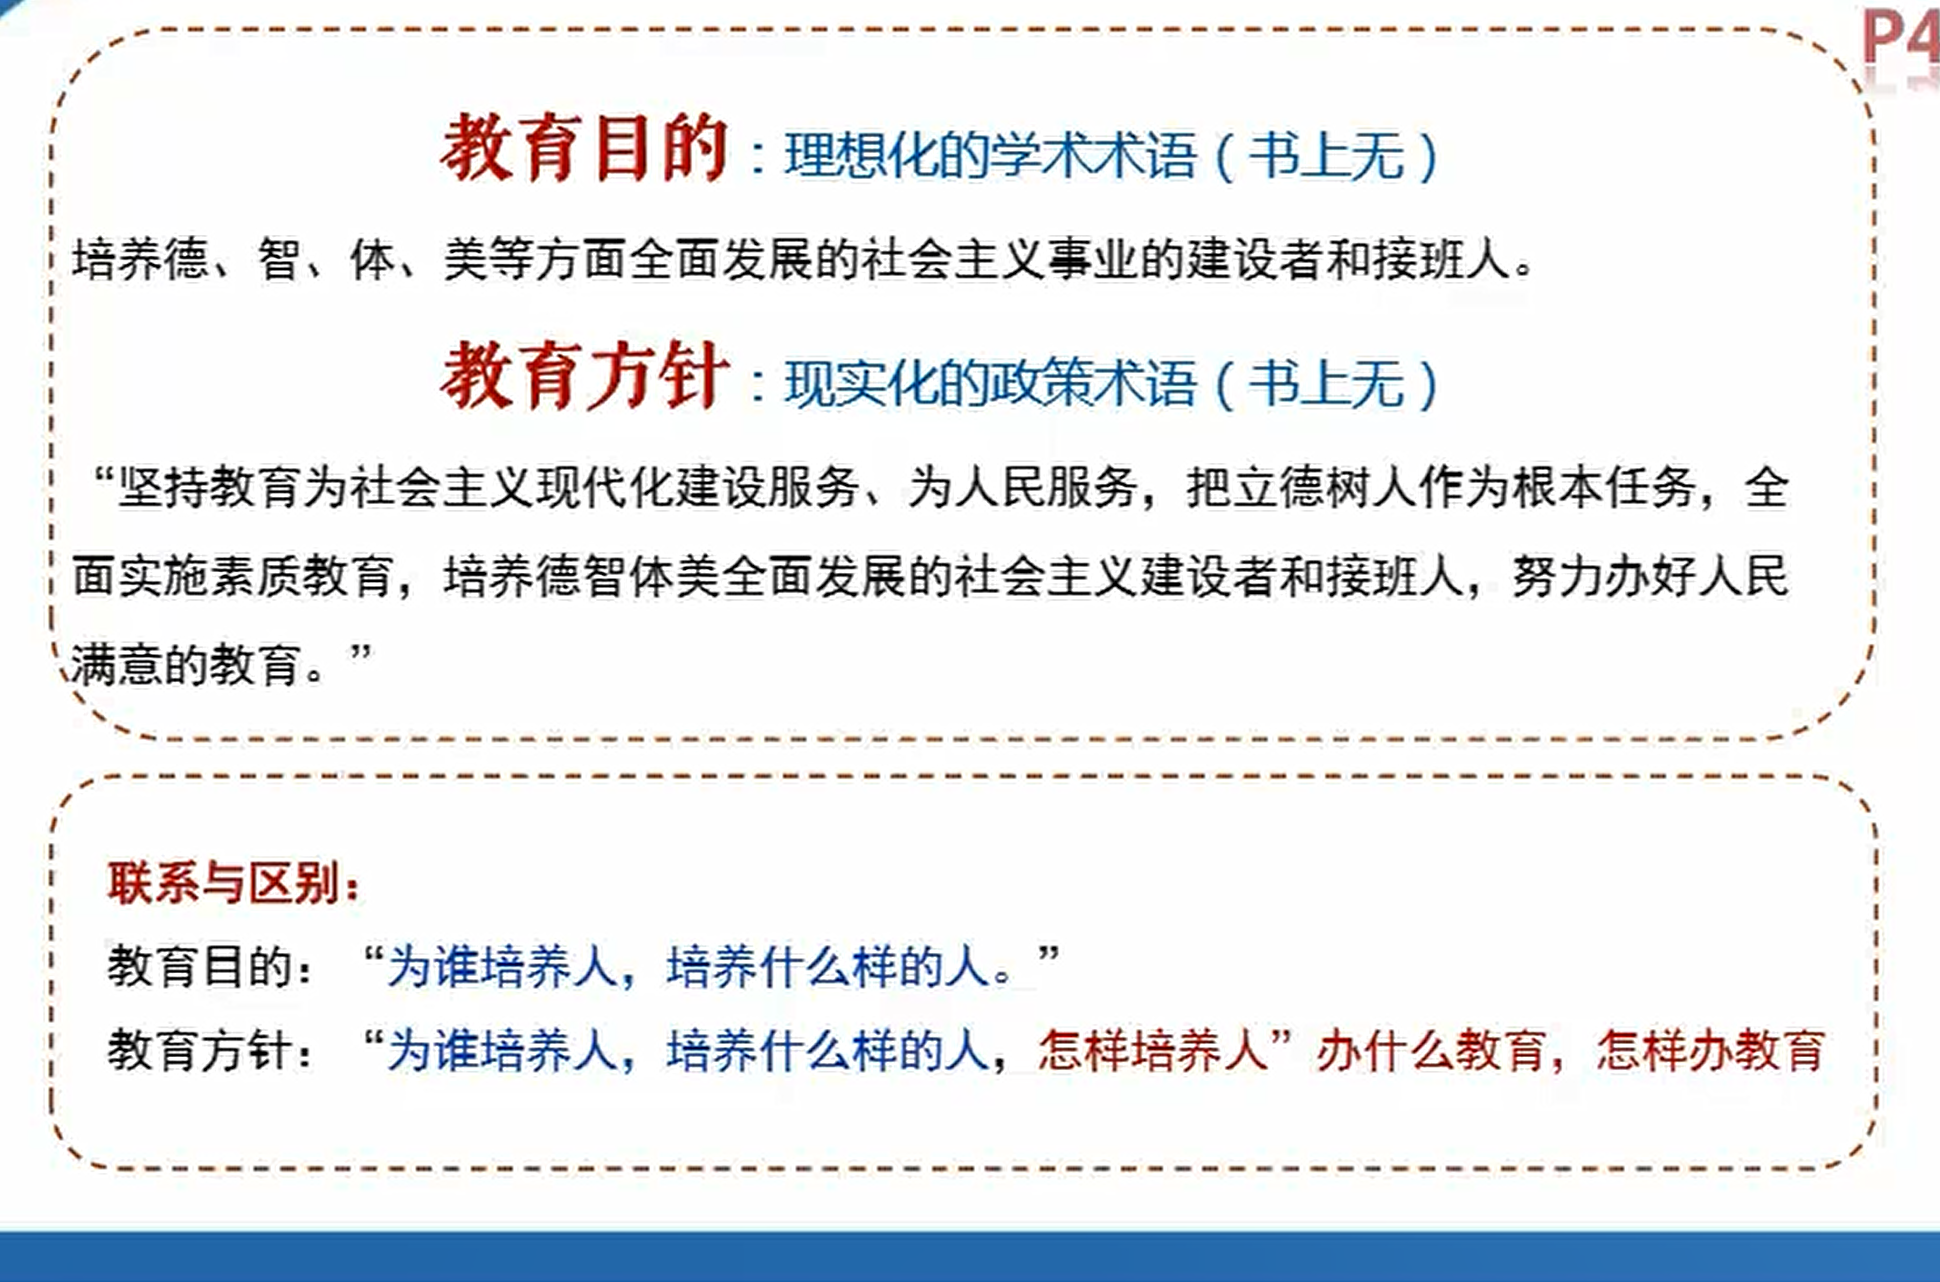 P4
教育目的：理想化的学术术语（书上无）
培养德、智、体、美等方面全面发展的社会主义事业的建设者和接班人。
教育方针：现实化的政策术语（书上无）
“坚持教育为社会主义现代化建设服务、为人民服务，把立德树人作为根本任务，全
面实施素质教育，培养德智体美全面发展的社会主义建设者和接班人，努力办好人民
满意的教育。”
联系与区别：
教育目的：“为谁培养人，培养什么样的人。”
教育方针：“为谁培养人，培养什么样的人，怎样培养人”办什么教育，怎样办教育